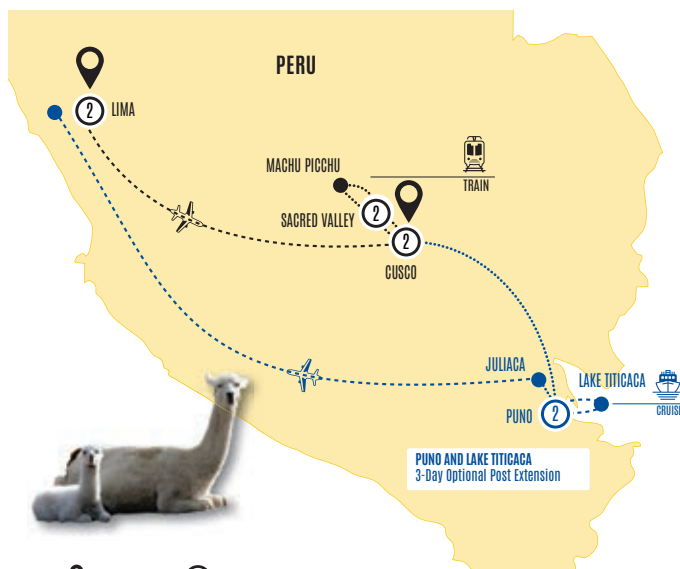 PERU
2
LIMA
MACHU PICCHU
TRAIN
SACRED VALLEY
2
2
CUSCO
JULIACA
LAKE TITICACA
CRUISE
PUNO
2
PUNO AND LAKE TITICACA
3-Day Optional Post Extension